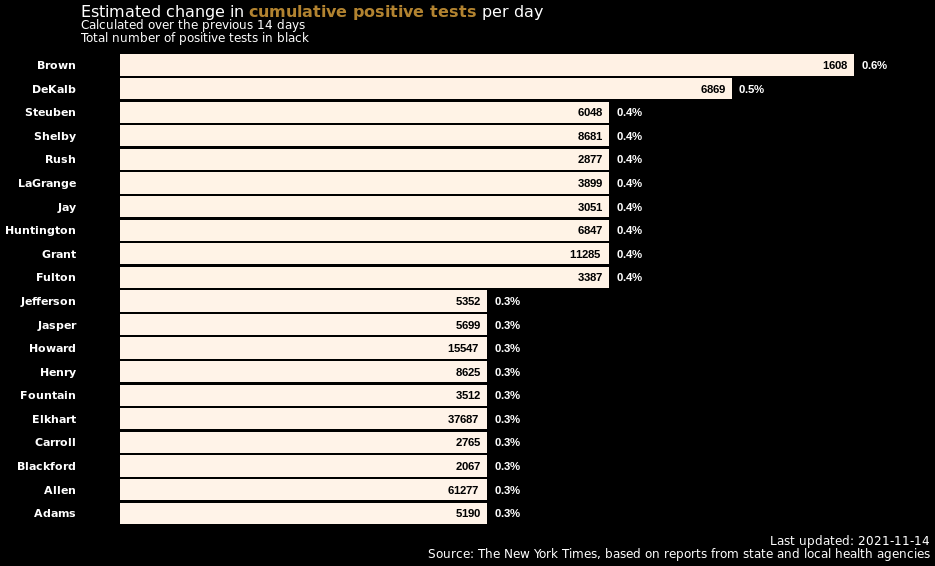 Estimated change in cumulative positive tests per day
Calculated over the previous 14 days
Total number of positive tests in black
Brown 1608 0.6%
DeKalb 6869 0.5%
Steuben 6048 0.4%
Shelby 8681 0.4%
Rush 2877 0.4%
LaGrange 3899 0.4%
Jay 3051 0.4%
Huntington 6847 0.4%
Grant 11285 0.4%
Fulton 3387 0.4%
Jefferson 5352 0.3%
Jasper 5699 0.3%
Howard 15547 0.3%
Henry 8625 0.3%
Fountain 3512 0.3%
Elkhart 37687 0.3%
Carroll 2765 0.3%
Blackford 2067 0.3%
Allen 61277 0.3%
Adams 5190 0.3%
Last updated: 2021-11-14
Source: The New York Times, based on reports from state and local health agencies